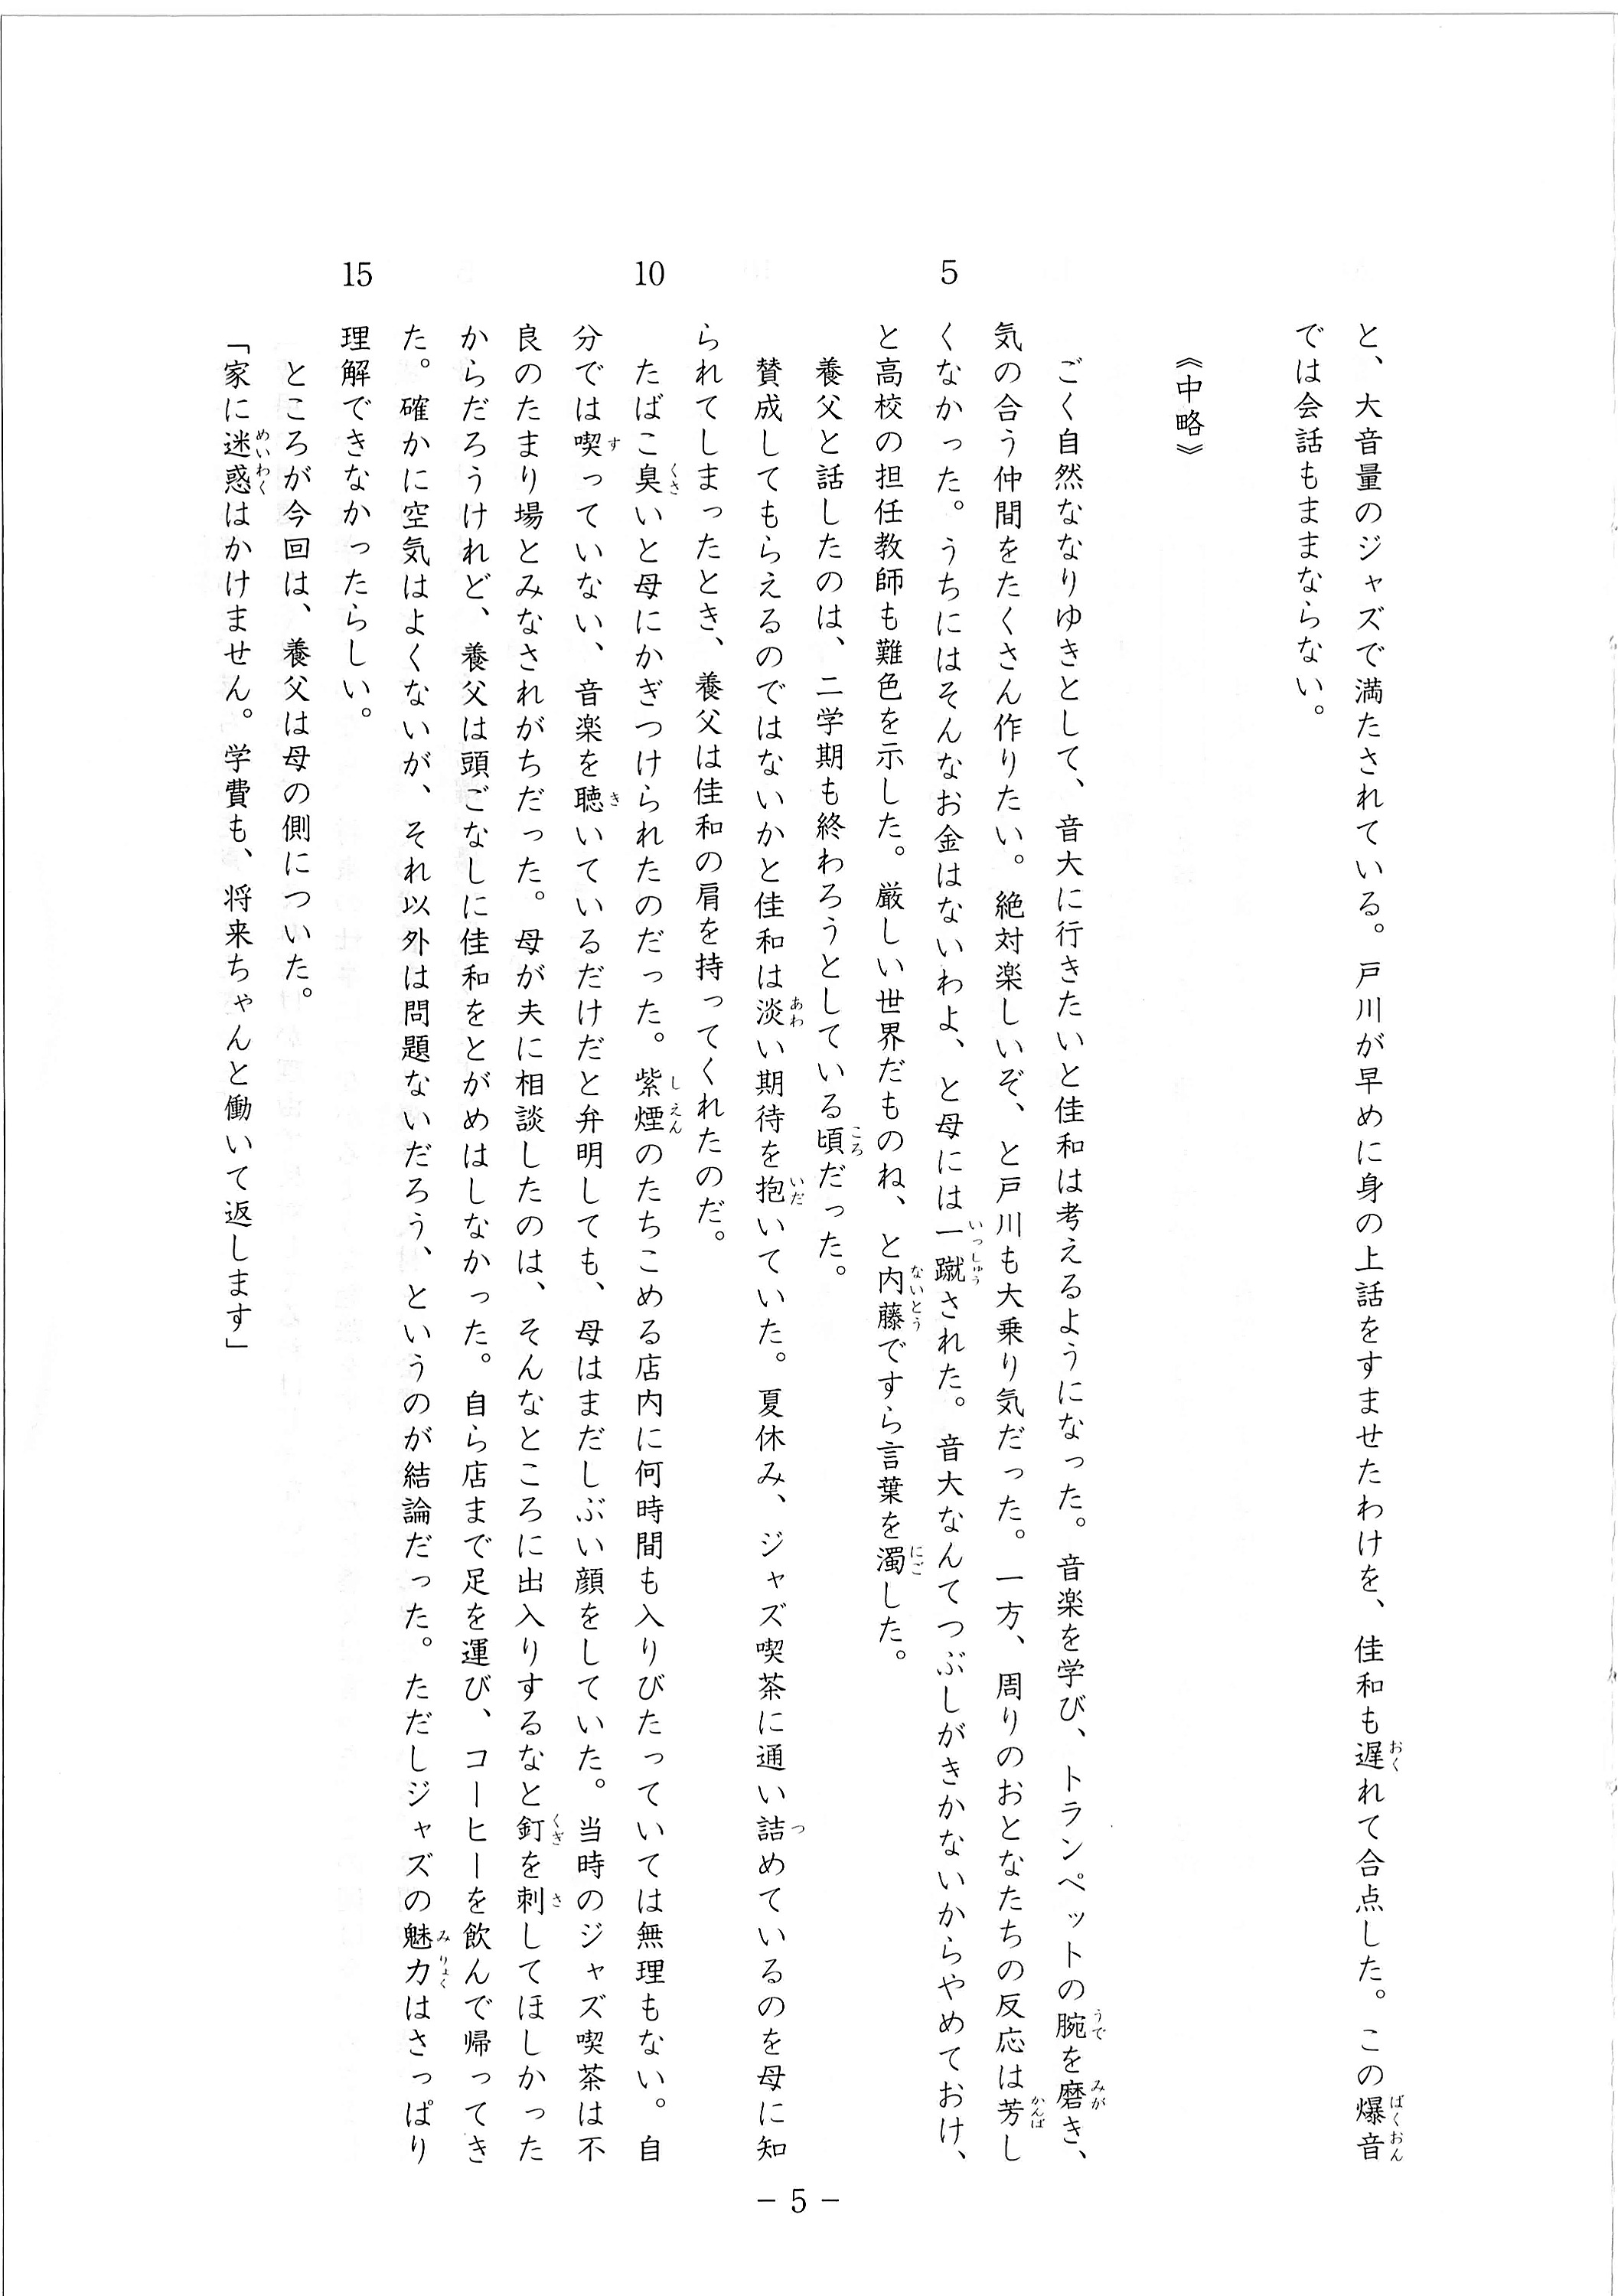 と、大音量のジャズで満たされている。戸川が早めに身の上話をすませたわけを、佳和も遅れて合点した。この爆音
では会話もままならない。
《中略》
ごく自然ななりゆきとして、音大に行きたいと佳和は考えるようになった。音楽を学び、トランペットの腕を磨き、
気の合う仲間をたくさん作りたい。絶対楽しいぞ、と戸川も大乗り気だった。一方、周りのおとなたちの反応は芳し
5 くなかった。うちにはそんなお金はないわよ、と母には一蹴された。音大なんてつぶしがきかないからやめておけ、
と高校の担任教師も難色を示した。厳しい世界だものね、と内藤ですら言葉を濁した。
養父と話したのは、二学期も終わろうとしている頃だった。
賛成してもらえるのではないかと佳和は淡い期待を抱いていた。夏休み、ジャズ喫茶に通い詰めているのを母に知
られてしまったとき、養父は佳和の肩を持ってくれたのだ。
10 たばこ臭いと母にかぎつけられたのだった。紫煙のたちこめる店内に何時間も入りびたっていては無理もない。自
分では喫っていない、音楽を聴いているだけだと弁明しても、母はまだしぶい顔をしていた。当時のジャズ喫茶は不
良のたまり場とみなされがちだった。母が夫に相談したのは、そんなところに出入りするなと釘を刺してほしかった
からだろうけれど、養父は頭ごなしに佳和をとがめはしなかった。自ら店まで足を運び、コーヒーを飲んで帰ってき
た。確かに空気はよくないが、それ以外は問題ないだろう、というのが結論だった。ただしジャズの魅力はさっぱり
15 理解できなかったらしい。
ところが今回は、養父は母の側についた。
「家に迷惑はかけません。学費も、将来ちゃんと働いて返します」
－5－